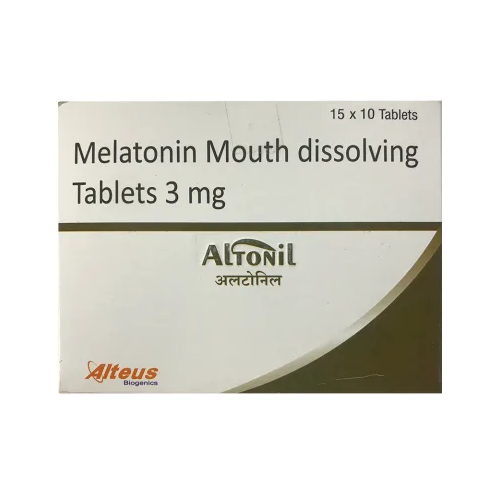 15 x 10 Tablets
Melatonin Mouth dissolving
Tablets 3 mg
ALTONiL
अलटोनिल
Alteus
Biogenics